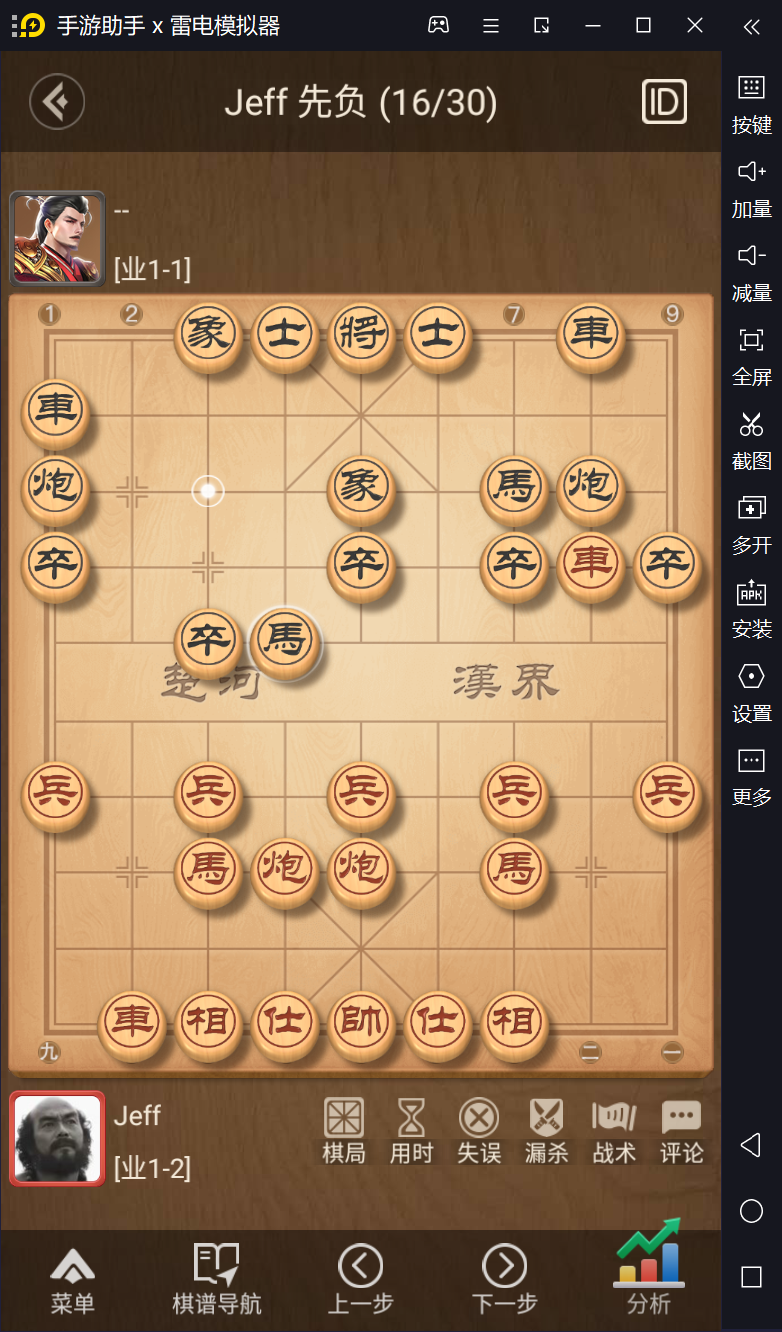 手游助手 x 雷电模拟器
Jeff 先负 (16/30)
ID
按键
加量
减量
全屏
截图
多开
APK
安装
设置
更多
--
[业1-1]
1 2 7 9
象 士 將 士 車
車
炮 象 馬 炮
卒 卒 卒 車 卒
卒 馬
楚河 漢界
兵 兵 兵 兵 兵
馬 炮 炮 馬
車 相 仕 帥 仕 相
九 二 一
Jeff
[业1-2]
棋局 用时 失误 漏杀 战术 评论
菜单 棋谱导航 上一步 下一步 分析